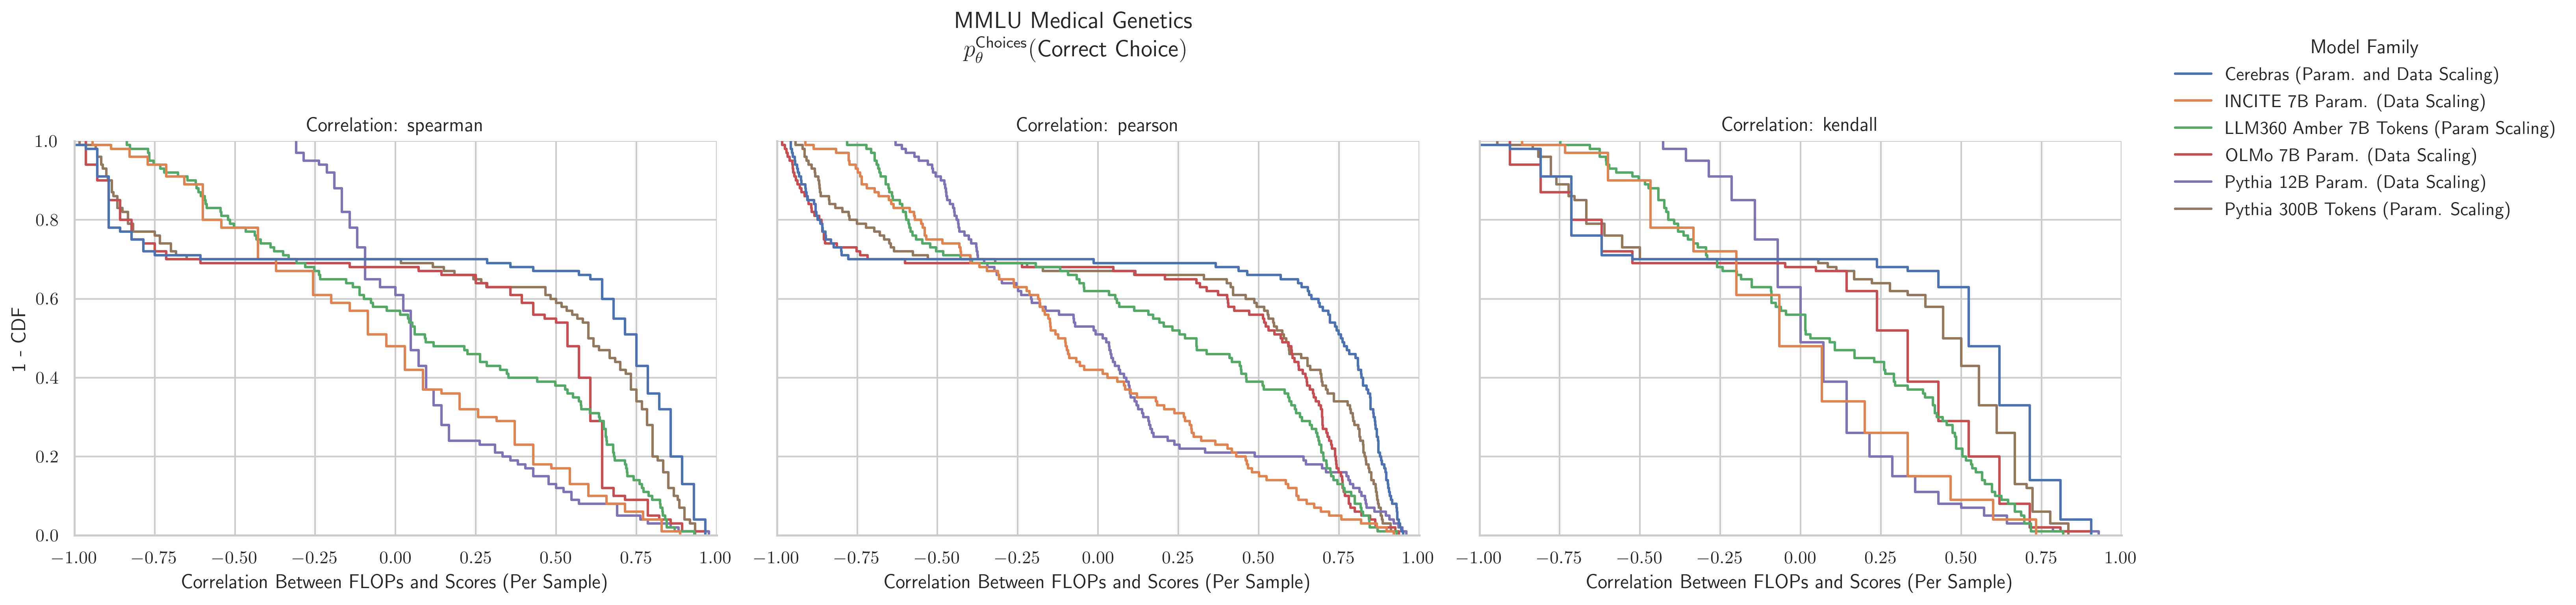 MMLU Medical Genetics
p_θ^Choices(Correct Choice)
Model Family
Cerebras (Param. and Data Scaling)
INCITE 7B Param. (Data Scaling)
LLM360 Amber 7B Tokens (Param Scaling)
OLMo 7B Param. (Data Scaling)
Pythia 12B Param. (Data Scaling)
Pythia 300B Tokens (Param. Scaling)
Correlation: spearman
1 - CDF
1.0
0.8
0.6
0.4
0.2
0.0
−1.00 −0.75 −0.50 −0.25 0.00 0.25 0.50 0.75 1.00
Correlation Between FLOPs and Scores (Per Sample)
Correlation: pearson
−1.00 −0.75 −0.50 −0.25 0.00 0.25 0.50 0.75 1.00
Correlation Between FLOPs and Scores (Per Sample)
Correlation: kendall
−1.00 −0.75 −0.50 −0.25 0.00 0.25 0.50 0.75 1.00
Correlation Between FLOPs and Scores (Per Sample)